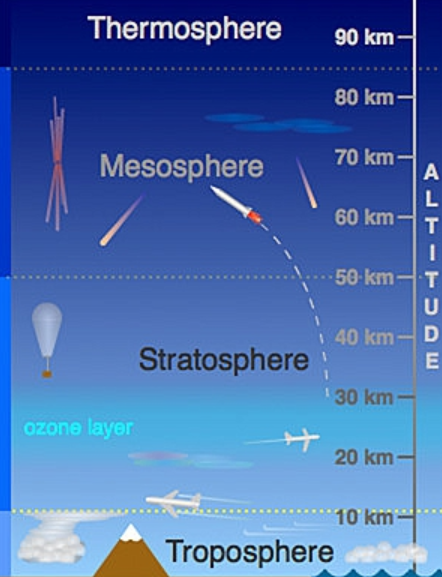 Thermosphere
90 km
80 km
70 km
Mesosphere
60 km
50 km
40 km
Stratosphere
30 km
ozone layer
20 km
10 km
Troposphere
ALTITUDE